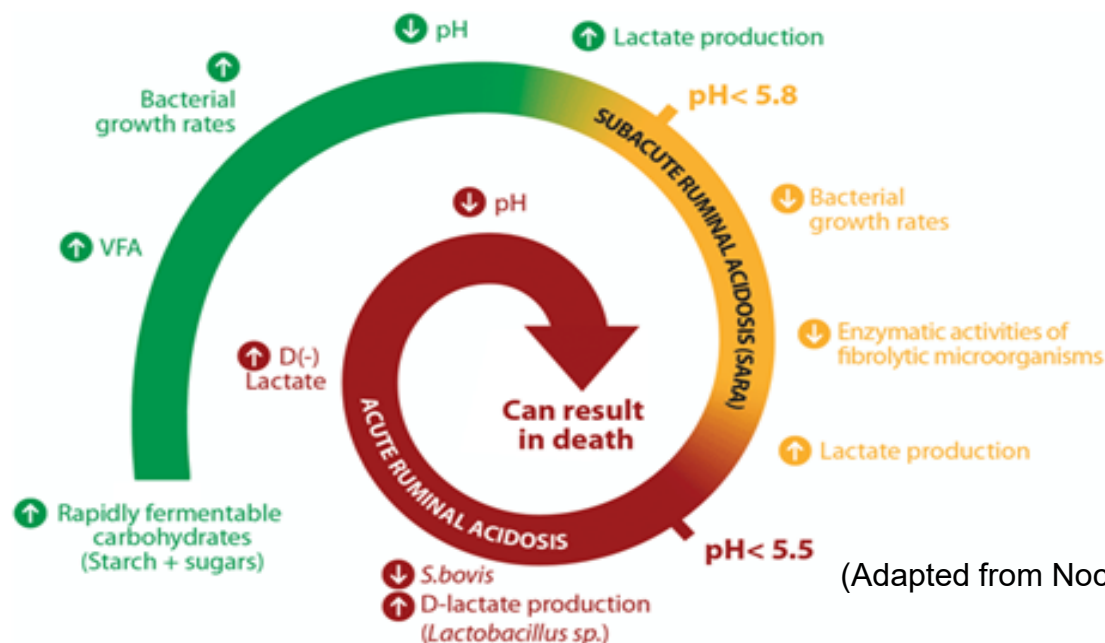 pH
Lactate production
Bacterial
growth rates
pH< 5.8
SUBACUTE RUMINAL ACIDOSIS (SARA)
pH
Bacterial
growth rates
VFA
Enzymatic activities of
fibrolytic microorganisms
D(-)
Lactate
Can result
in death
ACUTE RUMINAL ACIDOSIS
Lactate production
Rapidly fermentable
carbohydrates
(Starch + sugars)
pH< 5.5
S.bovis
D-lactate production
(Lactobacillus sp.)
(Adapted from